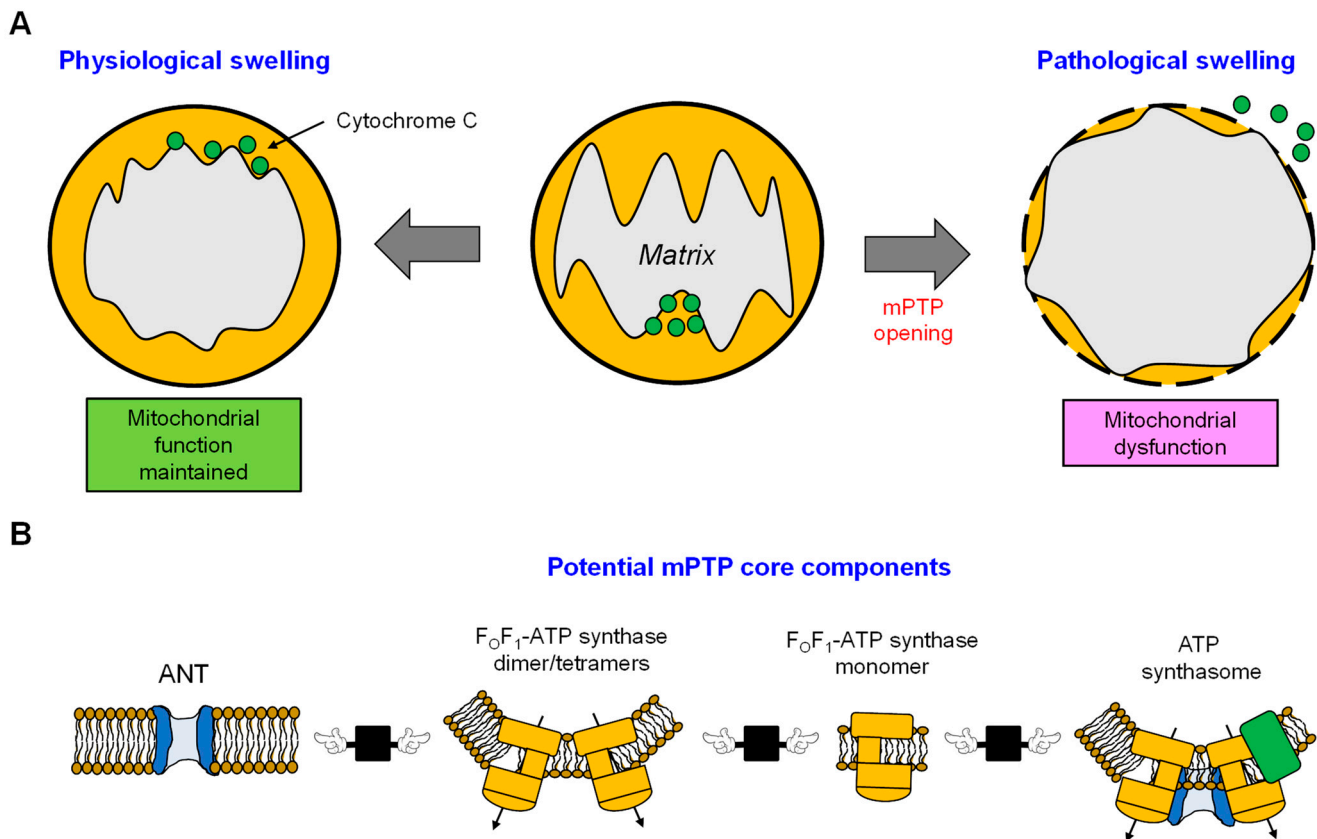 A
Physiological swelling
Pathological swelling
Cytochrome C
Matrix
mPTP
opening
Mitochondrial
function
maintained
Mitochondrial
dysfunction
B
Potential mPTP core components
ANT
FOF1-ATP synthase
dimer/tetramers
FOF1-ATP synthase
monomer
ATP
synthasome